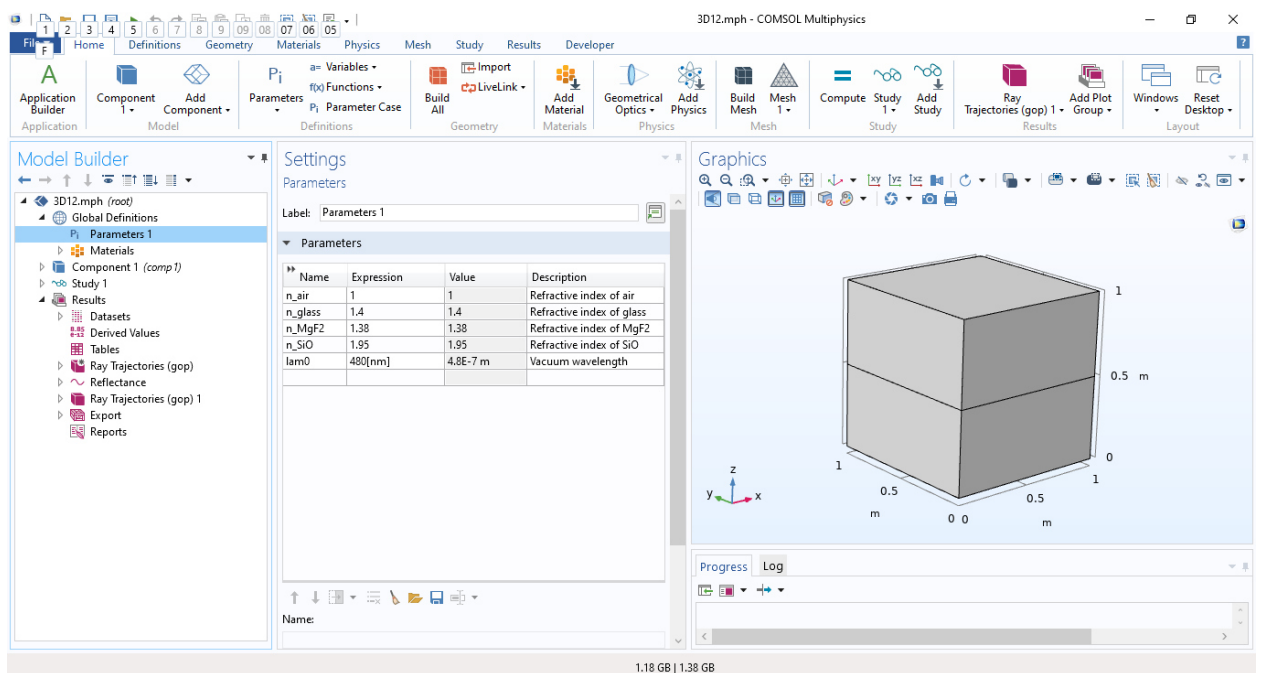 3D12.mph - COMSOL Multiphysics
1 2 3 4 5 6 7 8 9 09 08 07 06 05
File F Home Definitions Geometry Materials Physics Mesh Study Results Developer ?
A Application Builder
Component 1
Add Component
Pi Parameters
a= Variables
f(x) Functions
Pi Parameter Case
Build All
Import
LiveLink
Add Material
Geometrical Optics
Add Physics
Build Mesh
Mesh 1
Compute
Study 1
Add Study
Ray Trajectories (gop) 1
Add Plot Group
Windows
Reset Desktop
Application Model Definitions Geometry Materials Physics Mesh Study Results Layout
Model Builder
3D12.mph (root)
Global Definitions
Pi Parameters 1
Materials
Component 1 (comp1)
Study 1
Results
Datasets
8.85
e-12 Derived Values
Tables
Ray Trajectories (gop)
Reflectance
Ray Trajectories (gop) 1
Export
Reports
Settings
Parameters
Label: Parameters 1
Parameters
Name Expression Value Description
n_air 1 1 Refractive index of air
n_glass 1.4 1.4 Refractive index of glass
n_MgF2 1.38 1.38 Refractive index of MgF2
n_SiO 1.95 1.95 Refractive index of SiO
lam0 480[nm] 4.8E-7 m Vacuum wavelength
Name:
Graphics
xy yz xz
1
0.5 m
0
1
1
0.5
0.5
m
0 0
m
z
y x
Progress Log
1.18 GB | 1.38 GB